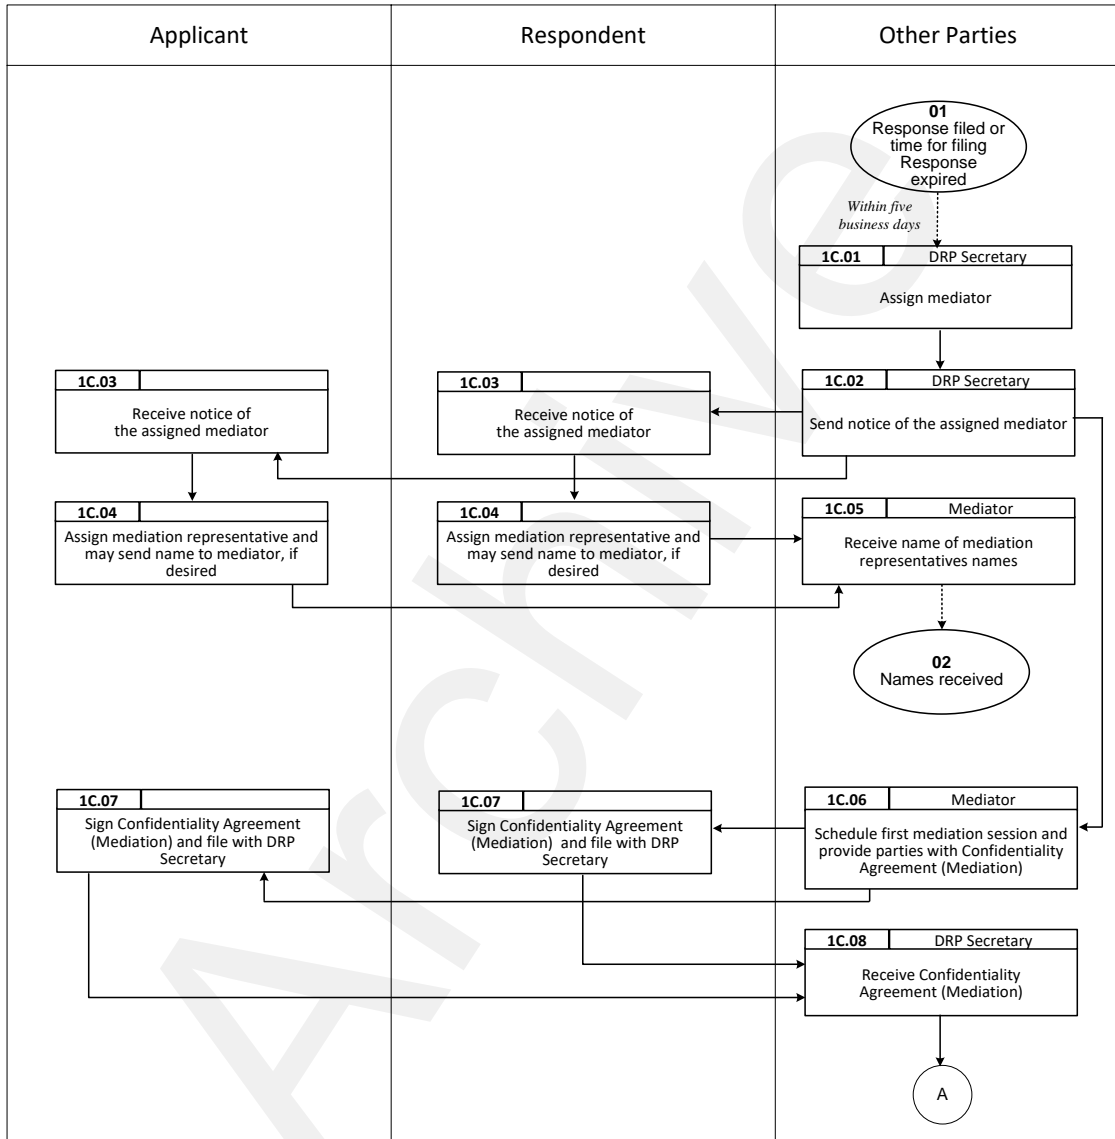 Applicant
Respondent
Other Parties
01
Response filed or
time for filing
Response
expired
Within five
business days
1C.01
DRP Secretary
Assign mediator
1C.03
Receive notice of
the assigned mediator
1C.03
Receive notice of
the assigned mediator
1C.02
DRP Secretary
Send notice of the assigned mediator
1C.04
Assign mediation representative and
may send name to mediator, if
desired
1C.04
Assign mediation representative and
may send name to mediator, if
desired
1C.05
Mediator
Receive name of mediation
representatives names
02
Names received
1C.07
Sign Confidentiality Agreement
(Mediation) and file with DRP
Secretary
1C.07
Sign Confidentiality Agreement
(Mediation)  and file with DRP
Secretary
1C.06
Mediator
Schedule first mediation session and
provide parties with Confidentiality
Agreement (Mediation)
1C.08
DRP Secretary
Receive Confidentiality
Agreement (Mediation)
A
Archive